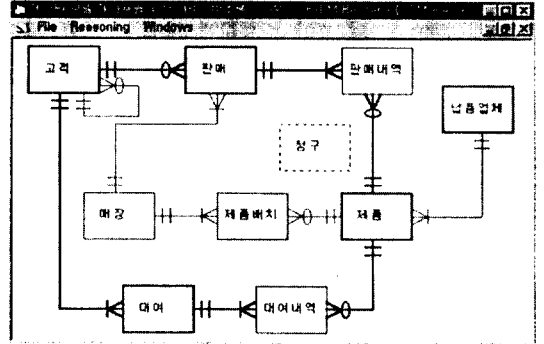 File Reasoning Windows
고객
판매
판매내역
납품업체
청구
매장
제품배치
제품
대여
대여내역